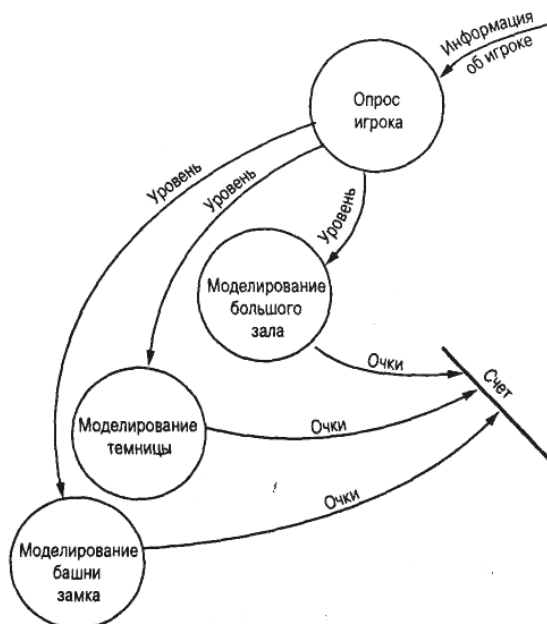 Информация
об игроке
Опрос
игрока
Уровень
Уровень
Уровень
Моделирование
большого
зала
Очки
Счет
Моделирование
темницы
Очки
Очки
Моделирование
башни
замка